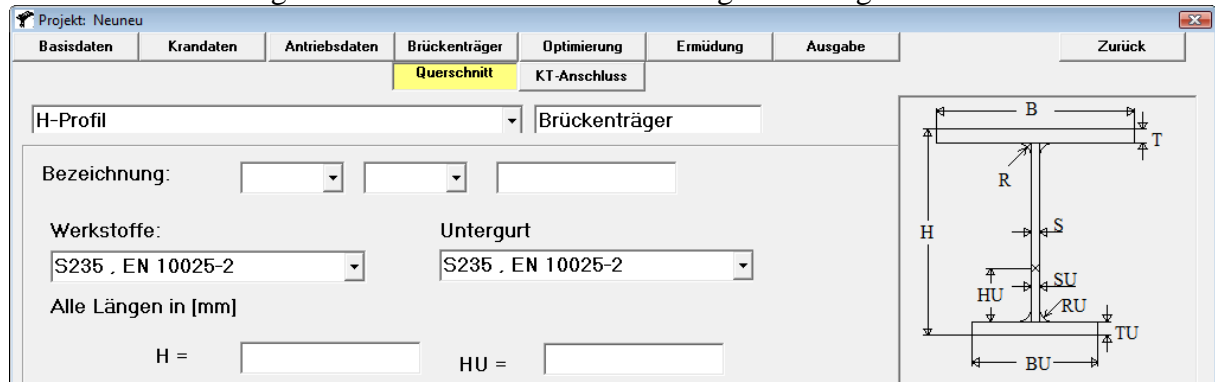 Projekt: Neuneu
Basisdaten Krandaten Antriebsdaten Brückenträger Optimierung Ermüdung Ausgabe Zurück
Querschnitt KT-Anschluss
H-Profil Brückenträger
Bezeichnung:
Werkstoffe: Untergurt
S235 , EN 10025-2 S235 , EN 10025-2
Alle Längen in [mm]
H = HU =
B
T
R
H
S
SU
HU
RU
TU
BU